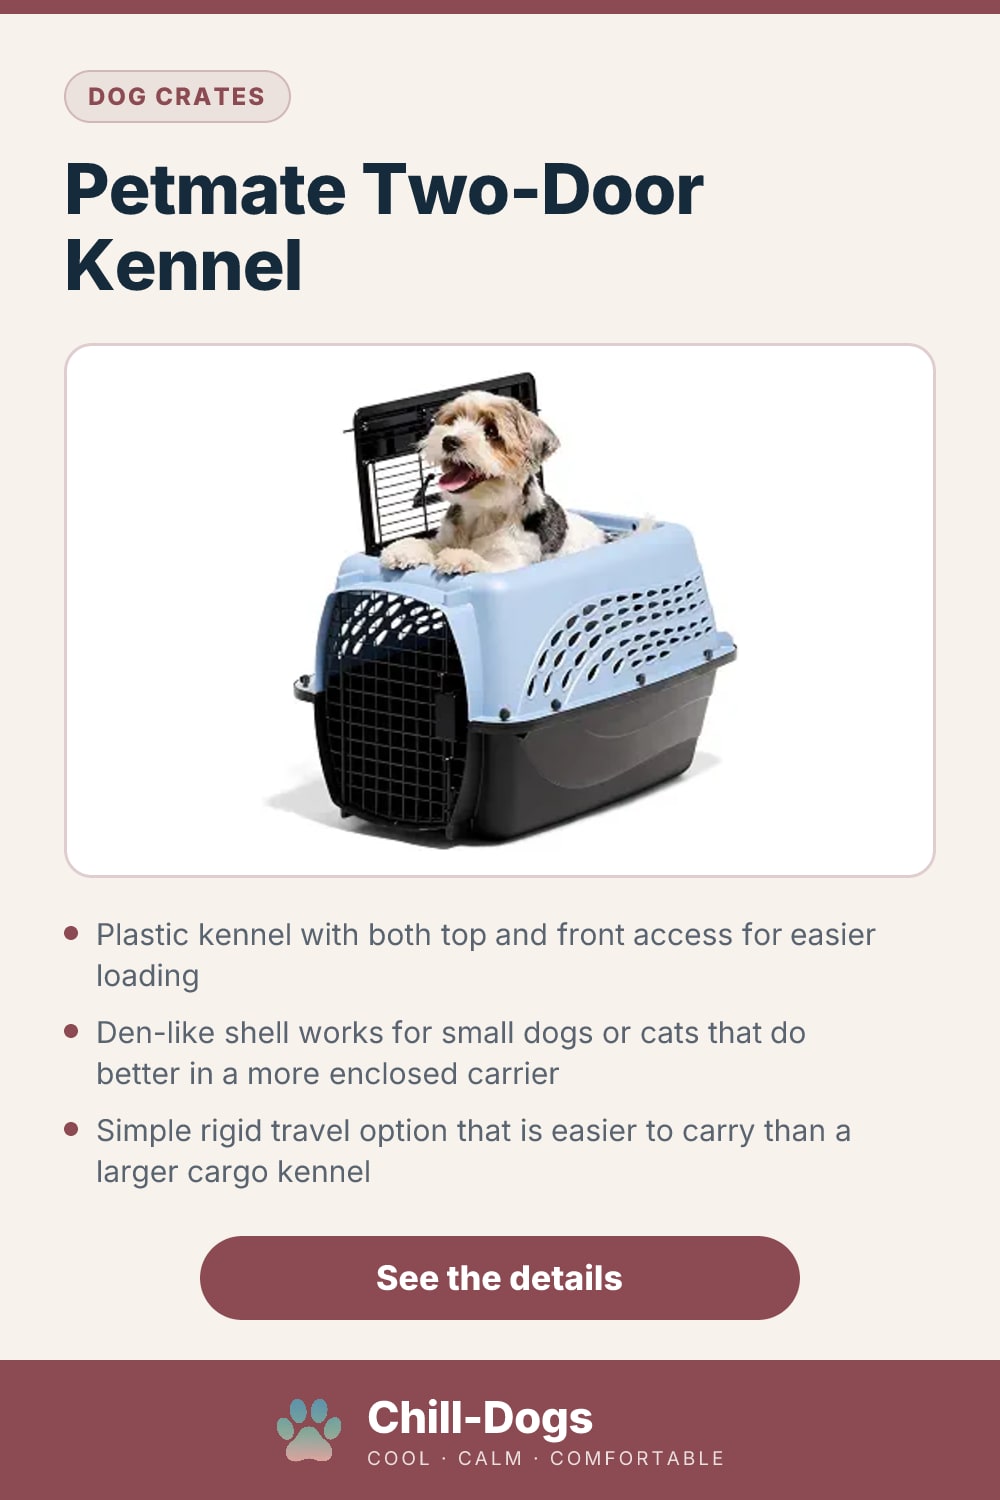 DOG CRATES
Petmate Two-Door
Kennel
Plastic kennel with both top and front access for easier
loading
Den-like shell works for small dogs or cats that do
better in a more enclosed carrier
Simple rigid travel option that is easier to carry than a
larger cargo kennel
See the details
Chill-Dogs
COOL · CALM · COMFORTABLE